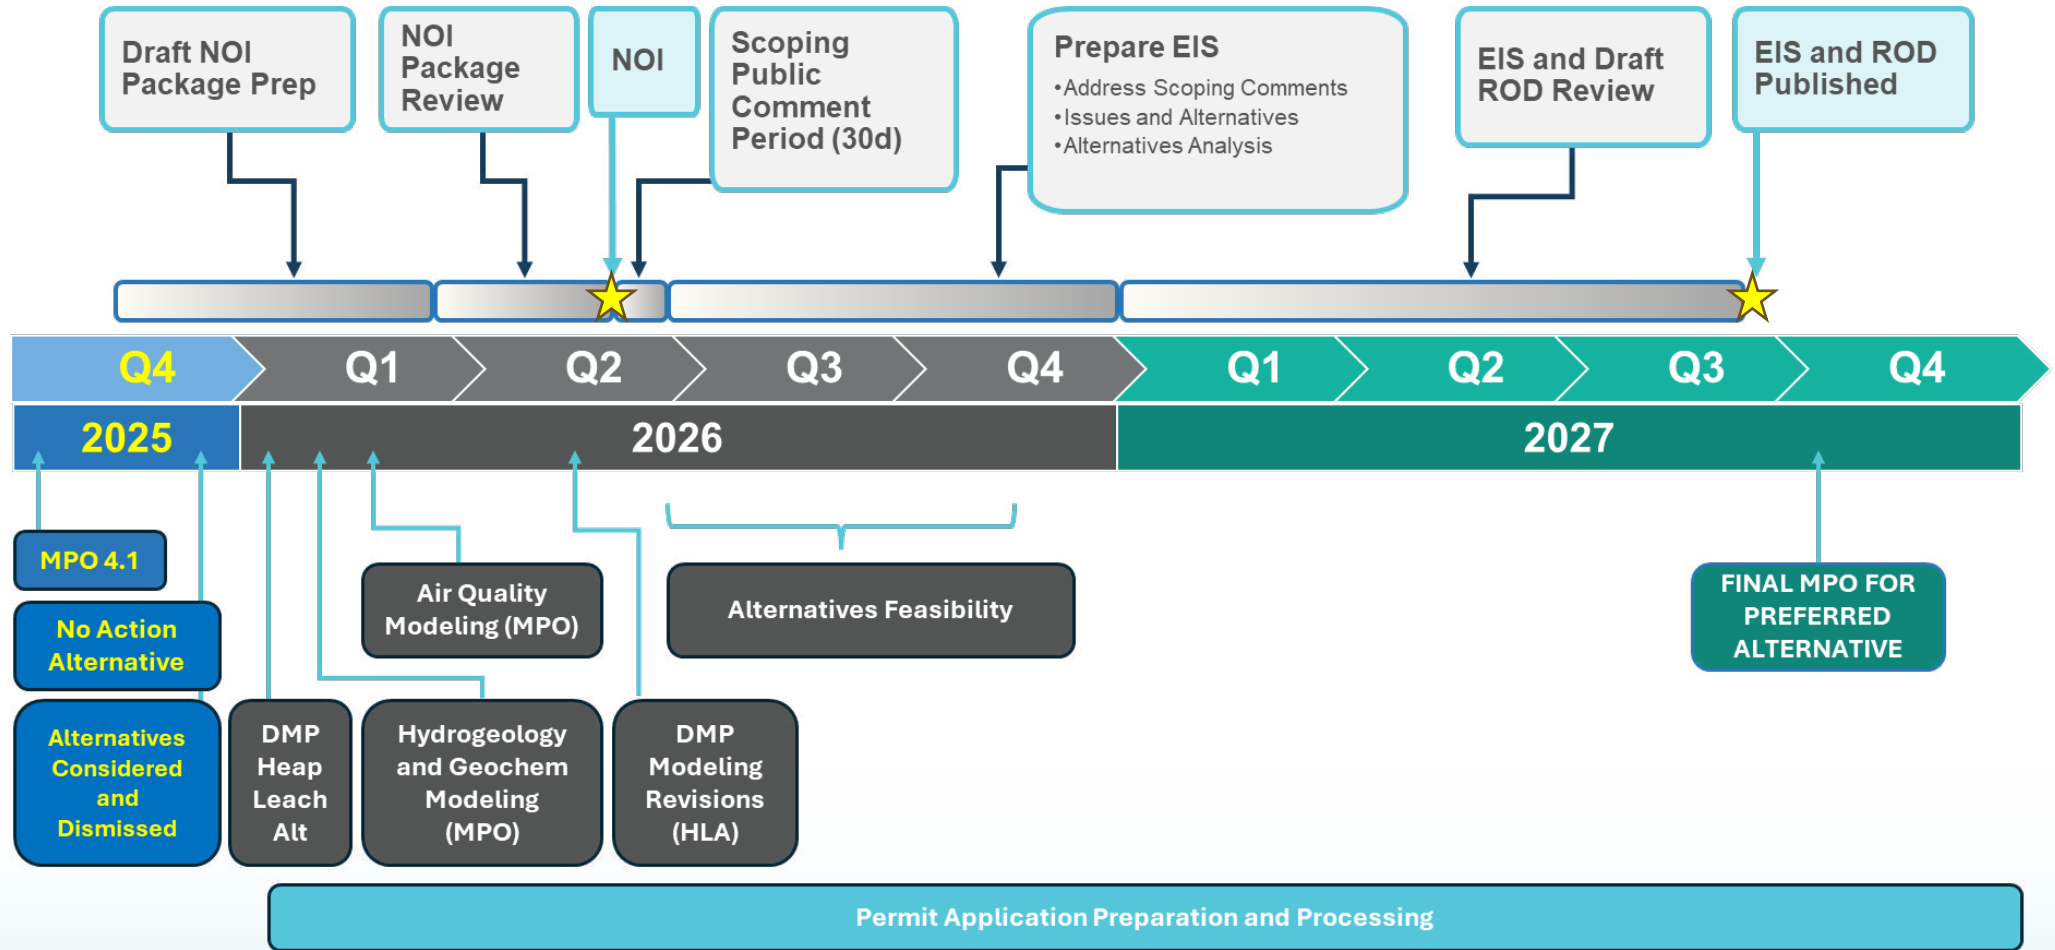 Draft NOI
Package Prep
NOI
Package
Review
NOI
Scoping
Public
Comment
Period (30d)
Prepare EIS
•Address Scoping Comments
•Issues and Alternatives
•Alternatives Analysis
EIS and Draft
ROD Review
EIS and ROD
Published
Q4
Q1
Q2
Q3
Q4
Q1
Q2
Q3
Q4
2025
2026
2027
MPO 4.1
No Action
Alternative
Alternatives
Considered
and
Dismissed
DMP
Heap
Leach
Alt
Air Quality
Modeling (MPO)
Hydrogeology
and Geochem
Modeling
(MPO)
DMP
Modeling
Revisions
(HLA)
Alternatives Feasibility
FINAL MPO FOR
PREFERRED
ALTERNATIVE
Permit Application Preparation and Processing